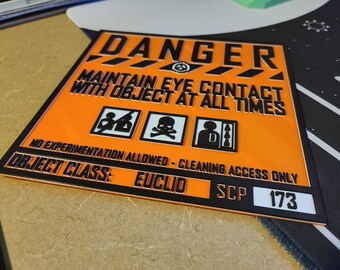 DANGER
MAINTAIN EYE CONTACT
WITH OBJECT AT ALL TIMES
NO EXPERIMENTATION ALLOWED - CLEANING ACCESS ONLY
OBJECT CLASS: EUCLID SCP 173